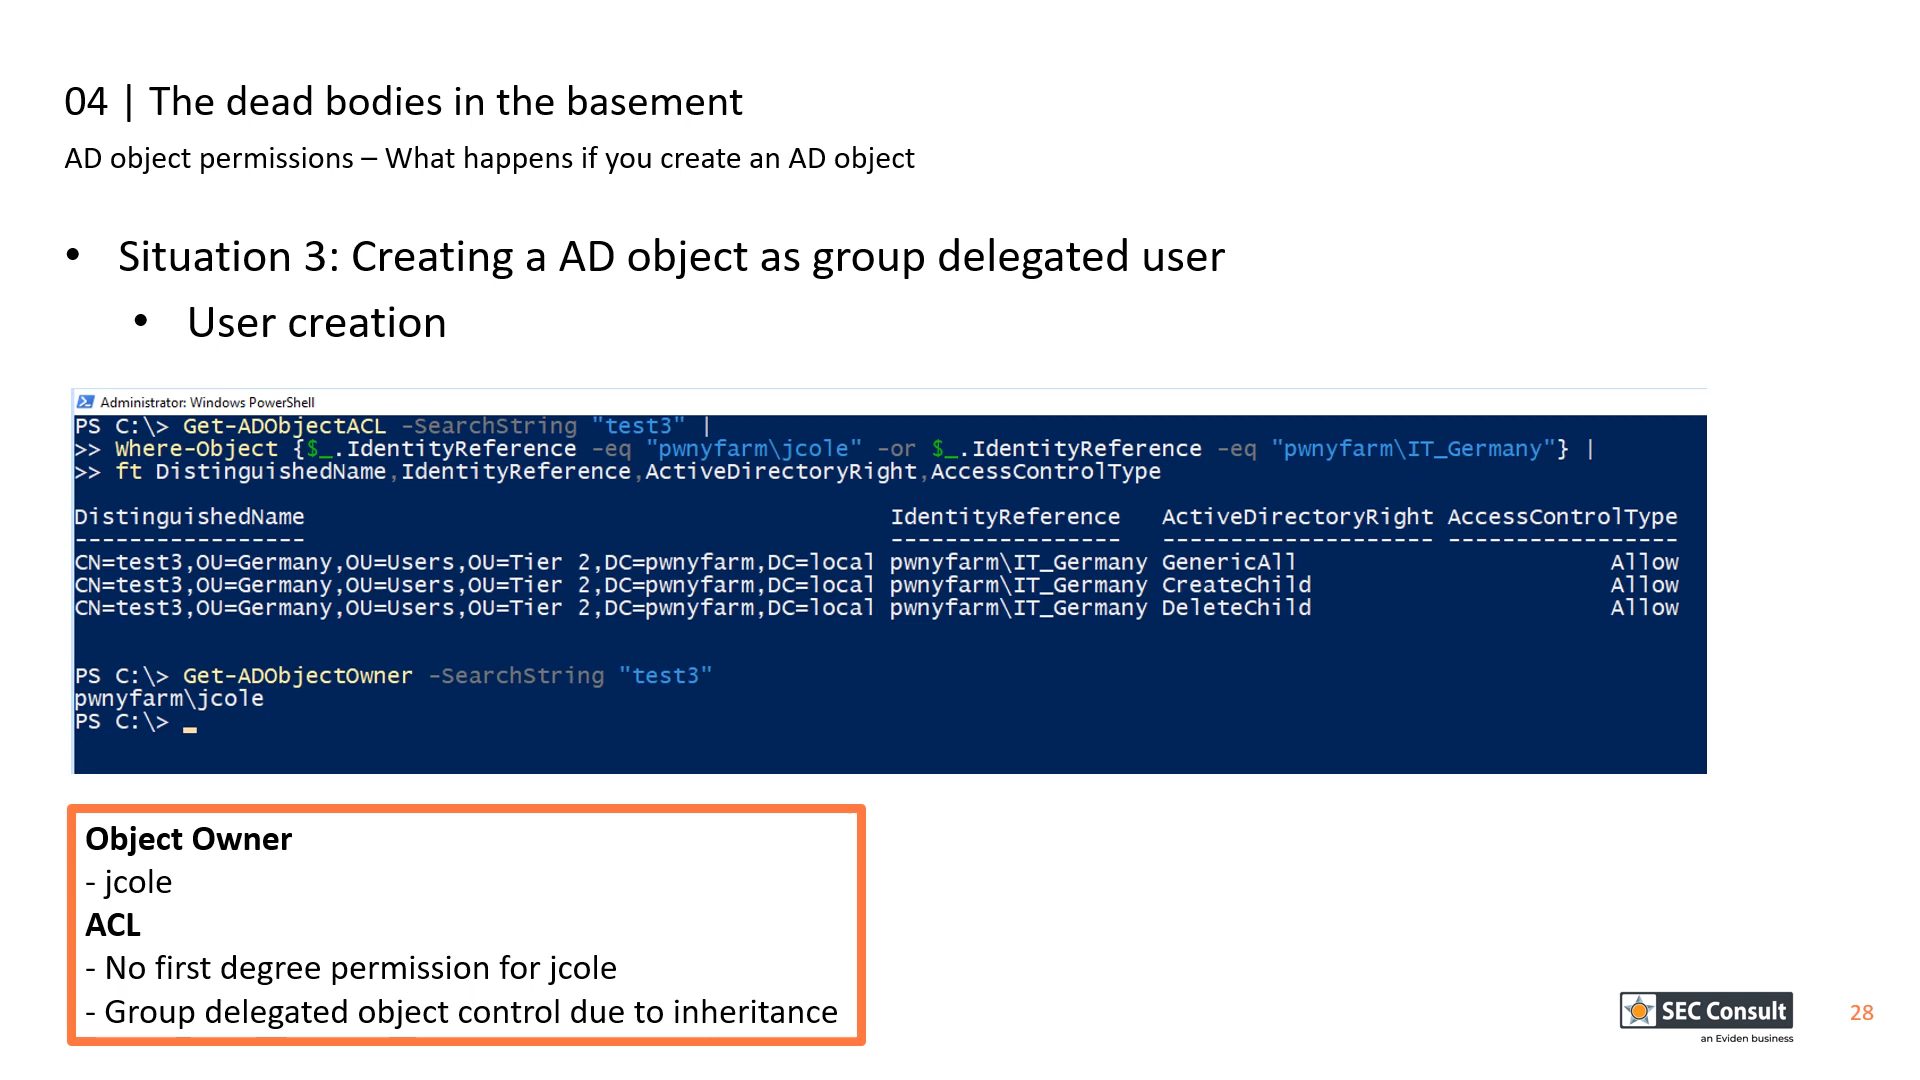 04 | The dead bodies in the basement
AD object permissions – What happens if you create an AD object
• Situation 3: Creating a AD object as group delegated user
• User creation
Administrator: Windows PowerShell
PS C:\> Get-ADObjectACL -SearchString "test3" |
>> Where-Object {$_.IdentityReference -eq "pwnyfarm\jcole" -or $_.IdentityReference -eq "pwnyfarm\IT_Germany"} |
>> ft DistinguishedName,IdentityReference,ActiveDirectoryRight,AccessControlType
DistinguishedName IdentityReference ActiveDirectoryRight AccessControlType
----------------- ----------------- -------------------- -----------------
CN=test3,OU=Germany,OU=Users,OU=Tier 2,DC=pwnyfarm,DC=local pwnyfarm\IT_Germany GenericAll Allow
CN=test3,OU=Germany,OU=Users,OU=Tier 2,DC=pwnyfarm,DC=local pwnyfarm\IT_Germany CreateChild Allow
CN=test3,OU=Germany,OU=Users,OU=Tier 2,DC=pwnyfarm,DC=local pwnyfarm\IT_Germany DeleteChild Allow
PS C:\> Get-ADObjectOwner -SearchString "test3"
pwnyfarm\jcole
PS C:\> _
Object Owner
- jcole
ACL
- No first degree permission for jcole
- Group delegated object control due to inheritance
SEC Consult
an Eviden business
28